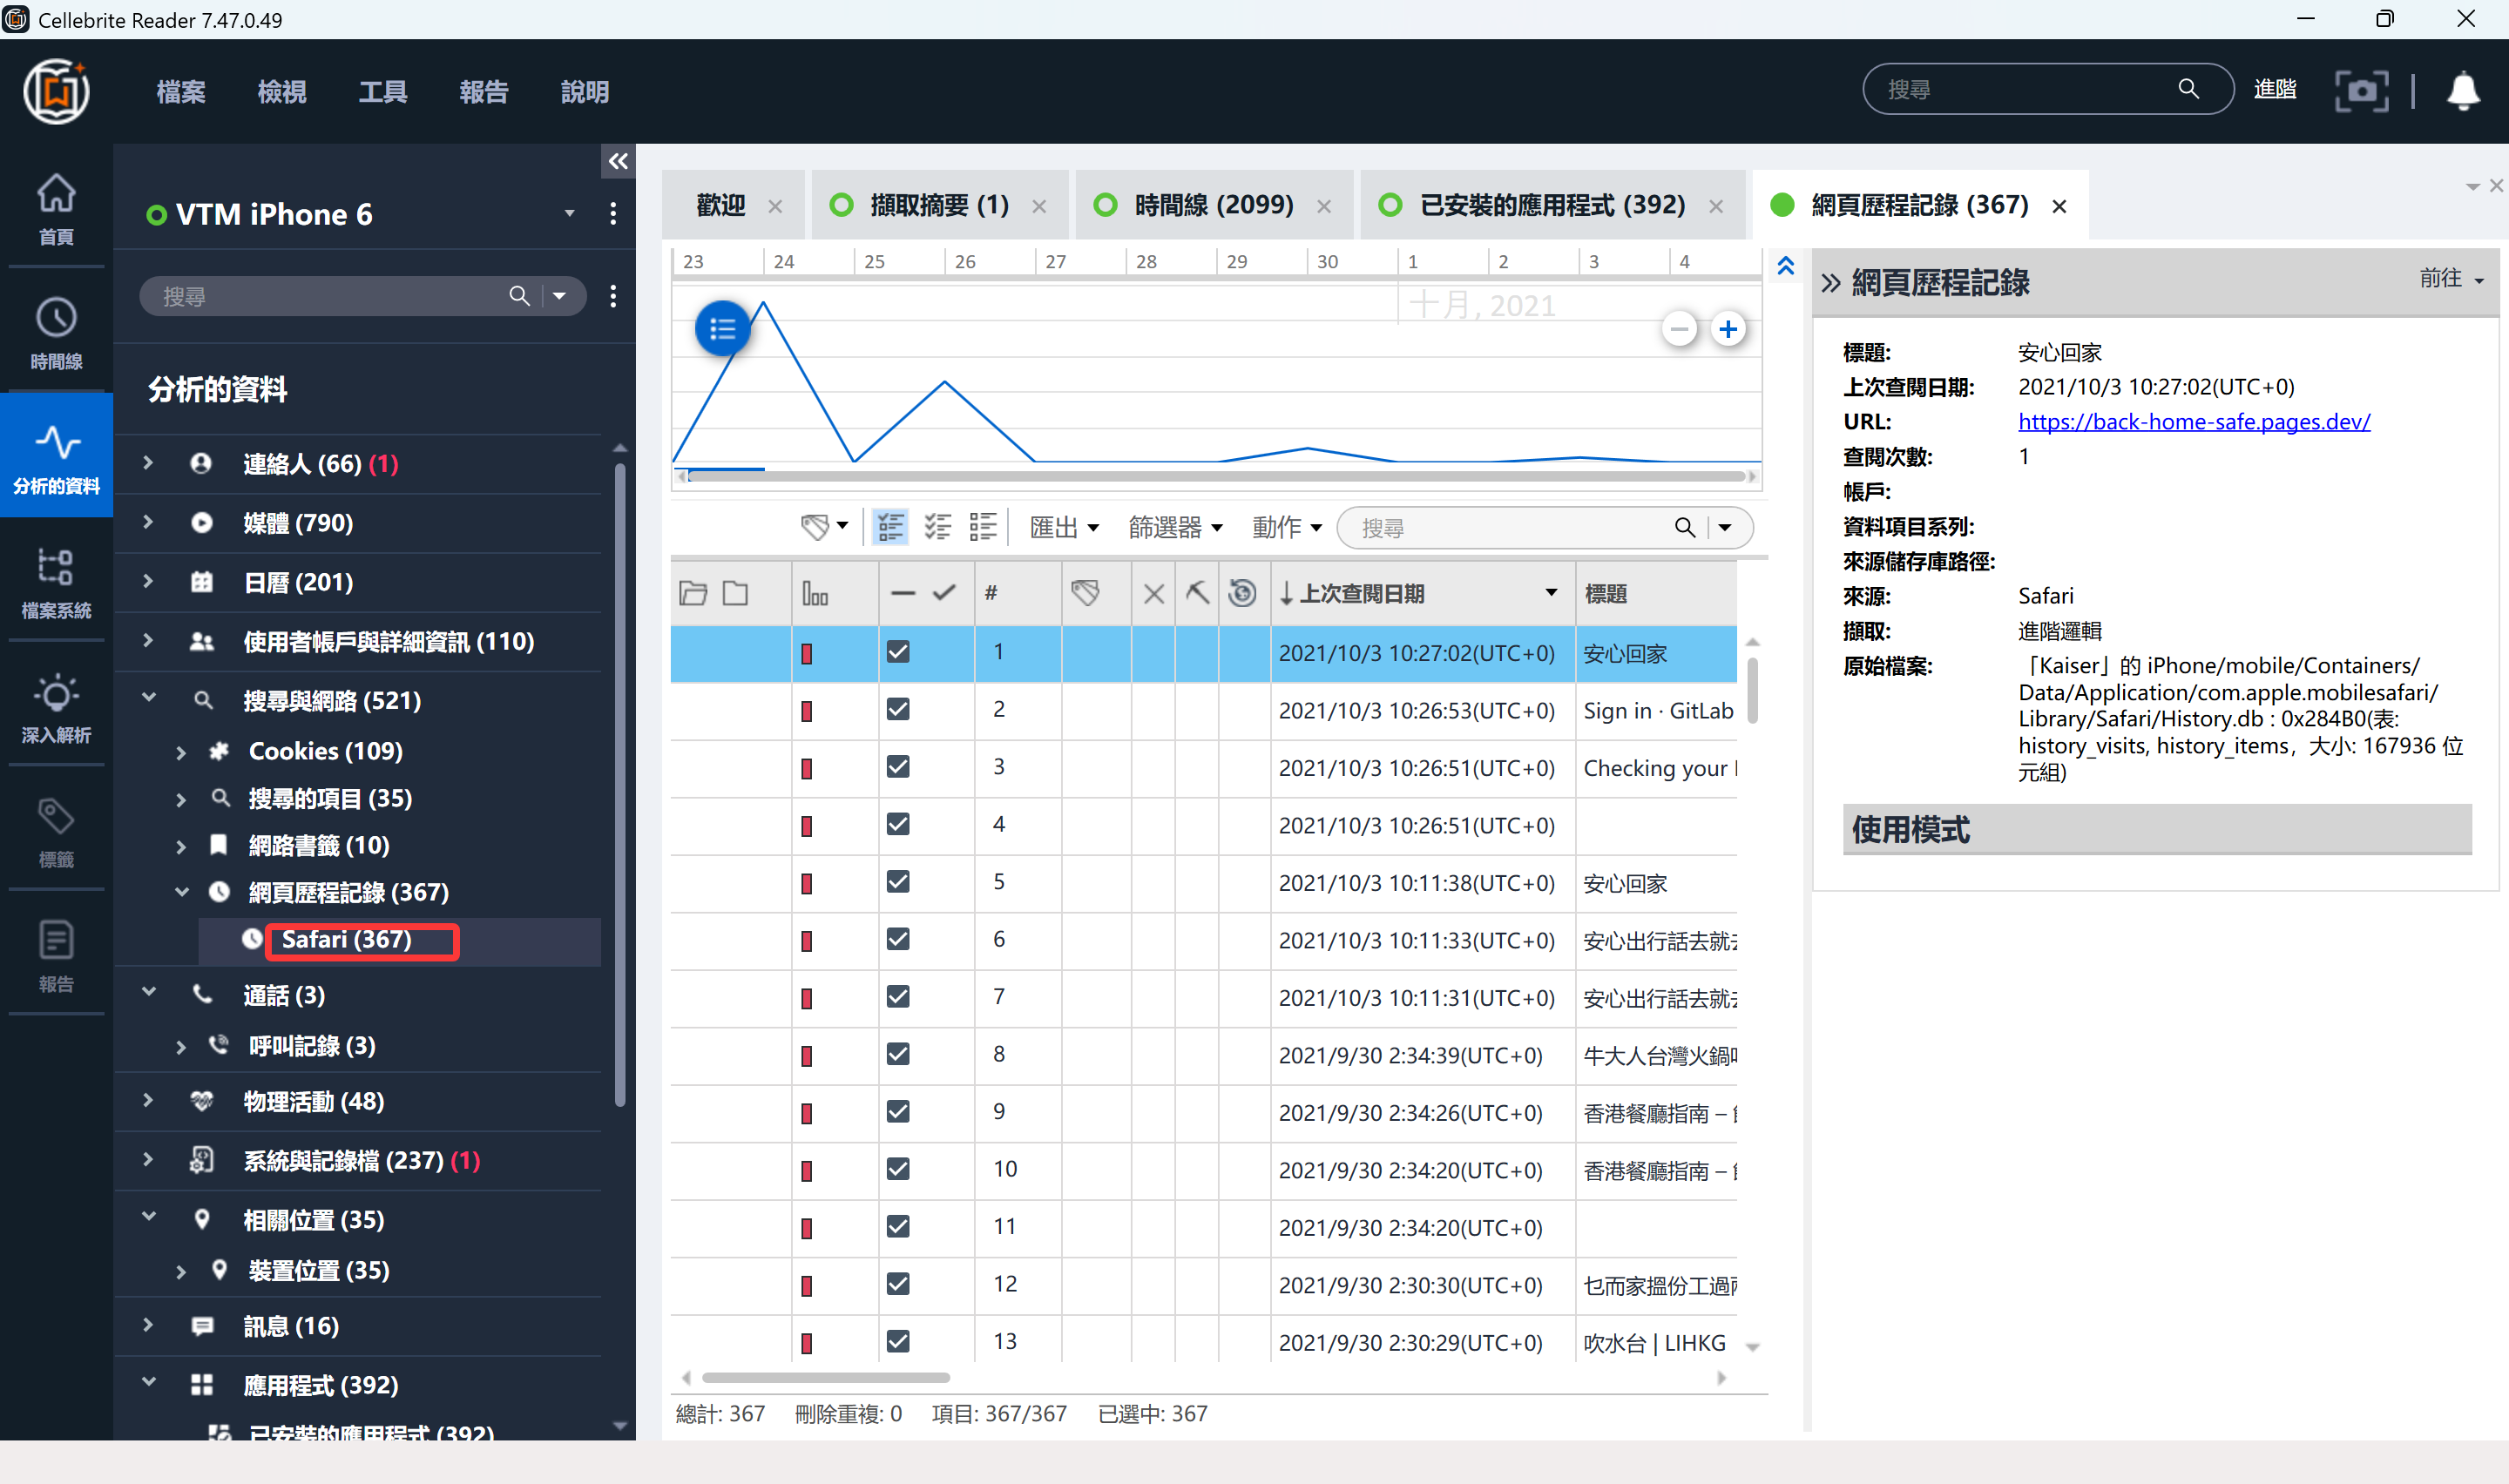 Cellebrite Reader 7.47.0.49
檔案 檢視 工具 報告 說明
搜尋 進階
首頁
時間線
分析的資料
檔案系統
深入解析
標籤
報告
VTM iPhone 6
搜尋
分析的資料
連絡人 (66) (1)
媒體 (790)
日曆 (201)
使用者帳戶與詳細資訊 (110)
搜尋與網路 (521)
Cookies (109)
搜尋的項目 (35)
網路書籤 (10)
網頁歷程記錄 (367)
Safari (367)
通話 (3)
呼叫記錄 (3)
物理活動 (48)
系統與記錄檔 (237) (1)
相關位置 (35)
裝置位置 (35)
訊息 (16)
應用程式 (392)
已安裝的應用程式 (392)
歡迎
擷取摘要 (1)
時間線 (2099)
已安裝的應用程式 (392)
網頁歷程記錄 (367)
23 24 25 26 27 28 29 30 1 2 3 4
十月, 2021
匯出 篩選器 動作 搜尋
# 上次查閱日期 標題
1 2021/10/3 10:27:02(UTC+0) 安心回家
2 2021/10/3 10:26:53(UTC+0) Sign in · GitLab
3 2021/10/3 10:26:51(UTC+0) Checking your
4 2021/10/3 10:26:51(UTC+0)
5 2021/10/3 10:11:38(UTC+0) 安心回家
6 2021/10/3 10:11:33(UTC+0) 安心出行話去就
7 2021/10/3 10:11:31(UTC+0) 安心出行話去就
8 2021/9/30 2:34:39(UTC+0) 牛大人台灣火鍋
9 2021/9/30 2:34:26(UTC+0) 香港餐廳指南 –
10 2021/9/30 2:34:20(UTC+0) 香港餐廳指南 –
11 2021/9/30 2:34:20(UTC+0)
12 2021/9/30 2:30:30(UTC+0) 乜而家搵份工過
13 2021/9/30 2:30:29(UTC+0) 吹水台 | LIHKG
總計: 367 刪除重複: 0 項目: 367/367 已選中: 367
網頁歷程記錄 前往
標題: 安心回家
上次查閱日期: 2021/10/3 10:27:02(UTC+0)
URL: https://back-home-safe.pages.dev/
查閱次數: 1
帳戶:
資料項目系列:
來源儲存庫路徑:
來源: Safari
擷取: 進階邏輯
原始檔案: 「Kaiser」的 iPhone/mobile/Containers/
Data/Application/com.apple.mobilesafari/
Library/Safari/History.db : 0x284B0(表:
history_visits, history_items，大小: 167936 位
元組)
使用模式